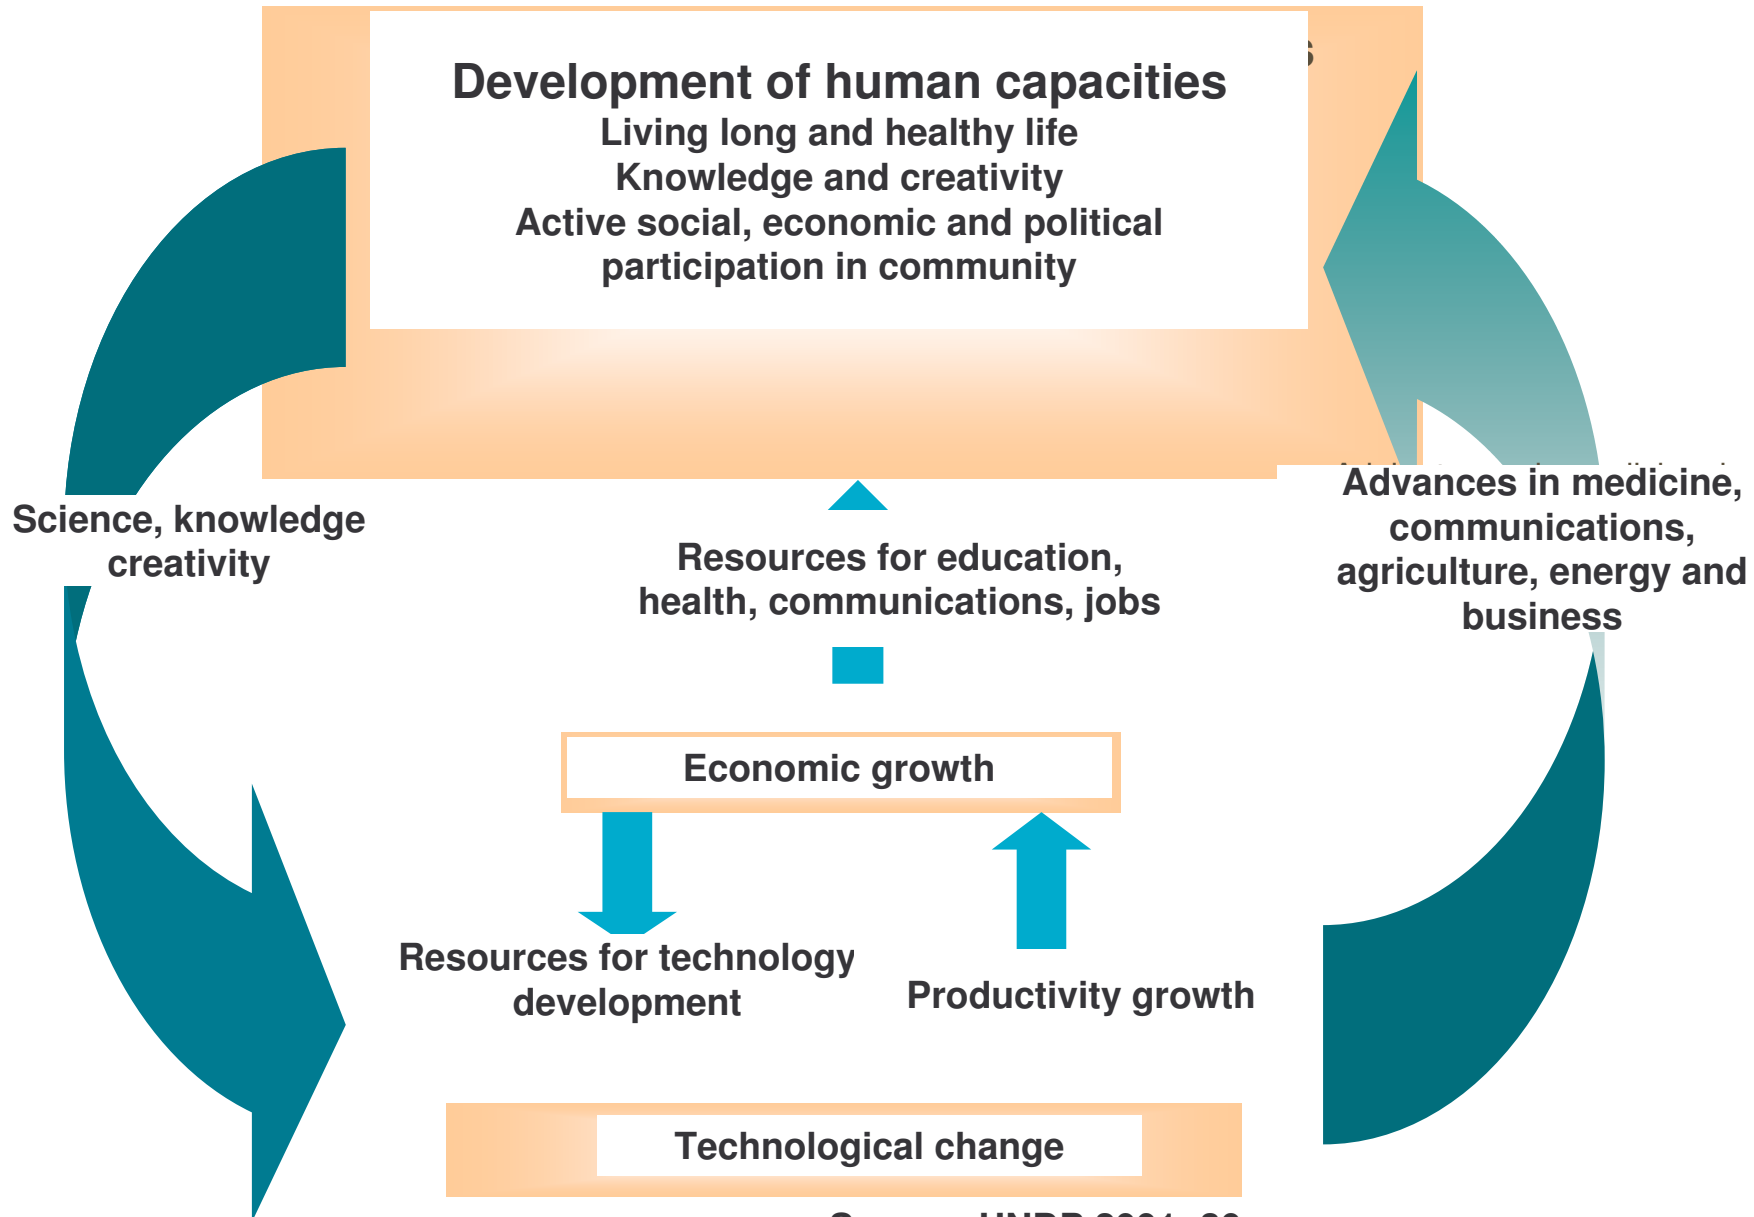 Development of human capacities
Living long and healthy life
Knowledge and creativity
Active social, economic and political
participation in community
Science, knowledge
creativity
Resources for education,
health, communications, jobs
Advances in medicine,
communications,
agriculture, energy and
business
Economic growth
Resources for technology
development
Productivity growth
Technological change